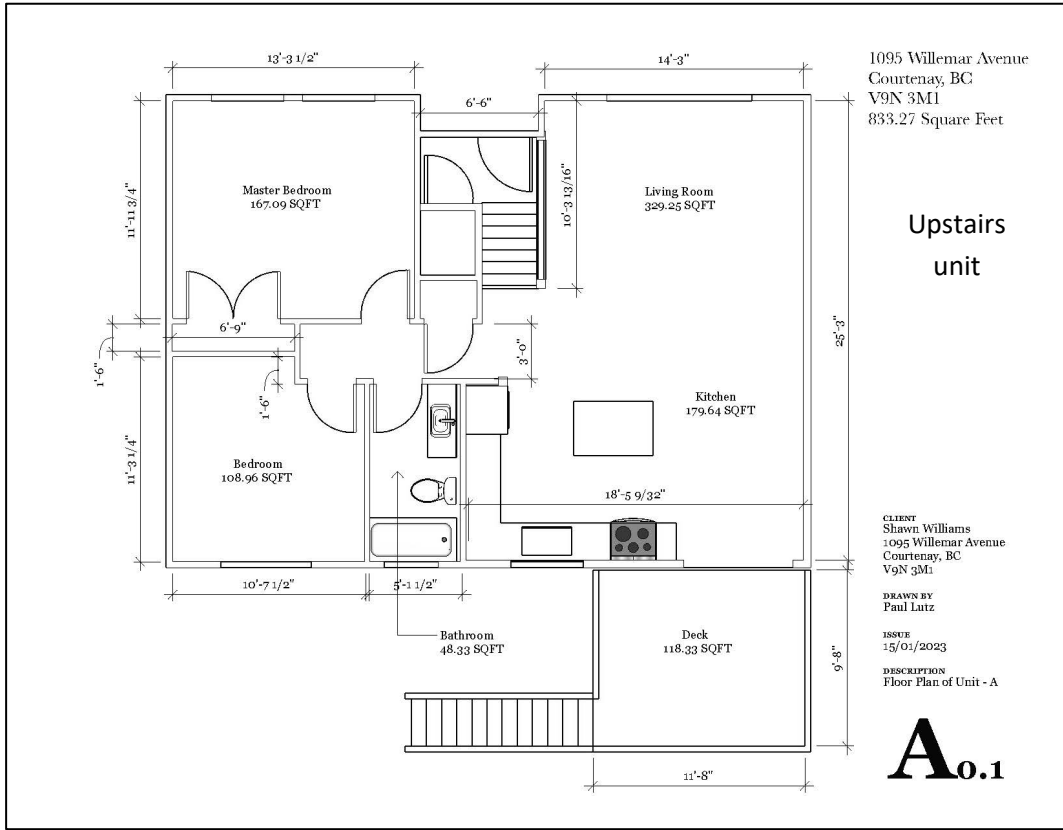 13'-3 1/2"
14'-3"
6'-6"
1095 Willemar Avenue
Courtenay, BC
V9N 3M1
833.27 Square Feet
Upstairs
unit
11'-11 3/4"
Master Bedroom
167.09 SQFT
10'-3 13/16"
Living Room
329.25 SQFT
25'-3"
6'-9"
1'-6"
1'-6"
3'-0"
Kitchen
179.64 SQFT
11'-3 1/4"
Bedroom
108.96 SQFT
18'-5 9/32"
10'-7 1/2"
5'-1 1/2"
Bathroom
48.33 SQFT
Deck
118.33 SQFT
9'-8"
11'-8"
CLIENT
Shawn Williams
1095 Willemar Avenue
Courtenay, BC
V9N 3M1
DRAWN BY
Paul Lutz
ISSUE
15/01/2023
DESCRIPTION
Floor Plan of Unit - A
A0.1